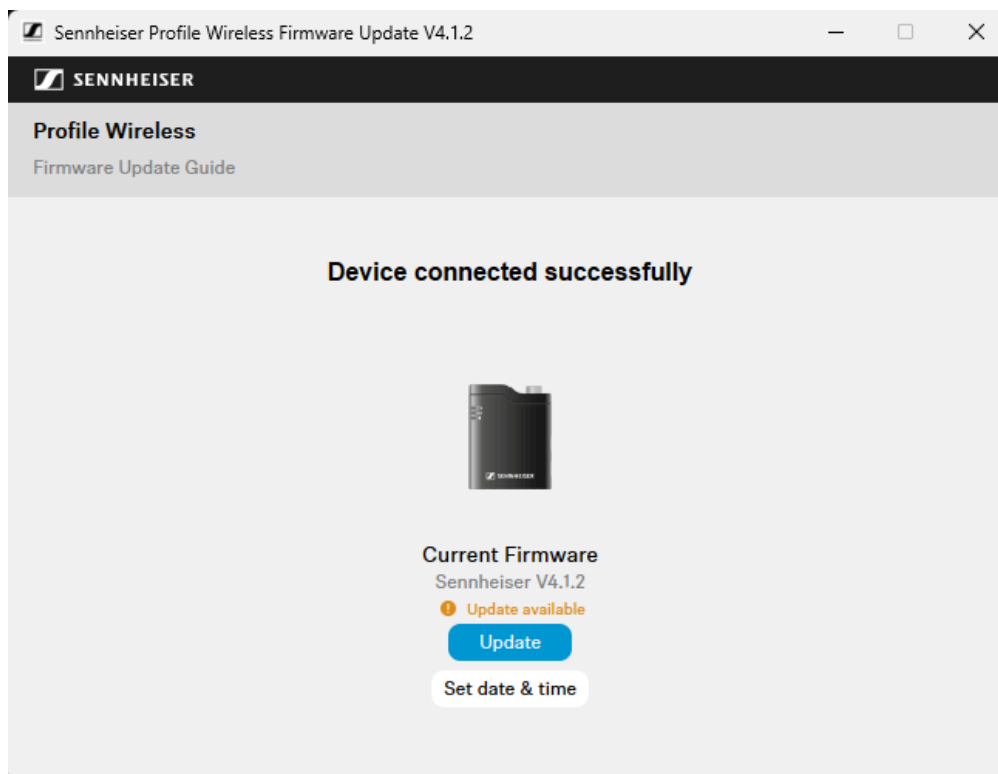 Sennheiser Profile Wireless Firmware Update V4.1.2
SENNHEISER
Profile Wireless
Firmware Update Guide
Device connected successfully
SENNHEISER
Current Firmware
Sennheiser V4.1.2
Update available
Update
Set date & time